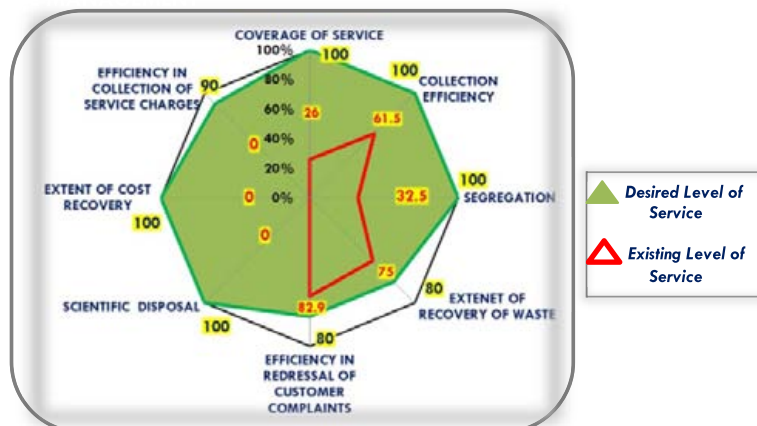 COVERAGE OF SERVICE
100%
100
80%
60%
40%
20%
0%
26
100
COLLECTION
EFFICIENCY
61.5
100
SEGREGATION
32.5
75
80
EXTENET OF
RECOVERY OF WASTE
82.9
80
EFFICIENCY IN
REDRESSAL OF
CUSTOMER
COMPLAINTS
SCIENTIFIC DISPOSAL
100
0
EXTENT OF COST
RECOVERY
100
0
EFFICIENCY IN
COLLECTION OF
SERVICE CHARGES
90
0
Desired Level of
Service
Existing Level of
Service